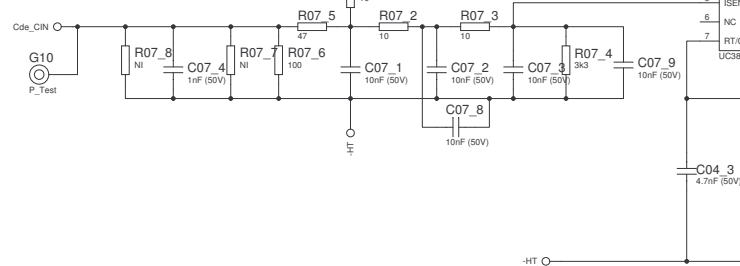 ISEN
6 NC
7 RT/C
UC38
Cde_CIN
R07_5
47
R07_2
10
R07_3
10
G10
P_Test
R07_8
NI
C07_4
1nF (50V)
R07_7
NI
R07_6
100
C07_1
10nF (50V)
C07_2
10nF (50V)
C07_3
10nF (50V)
R07_4
3k3
C07_9
10nF (50V)
C07_8
10nF (50V)
-HT
C04_3
4.7nF (50V)
-HT